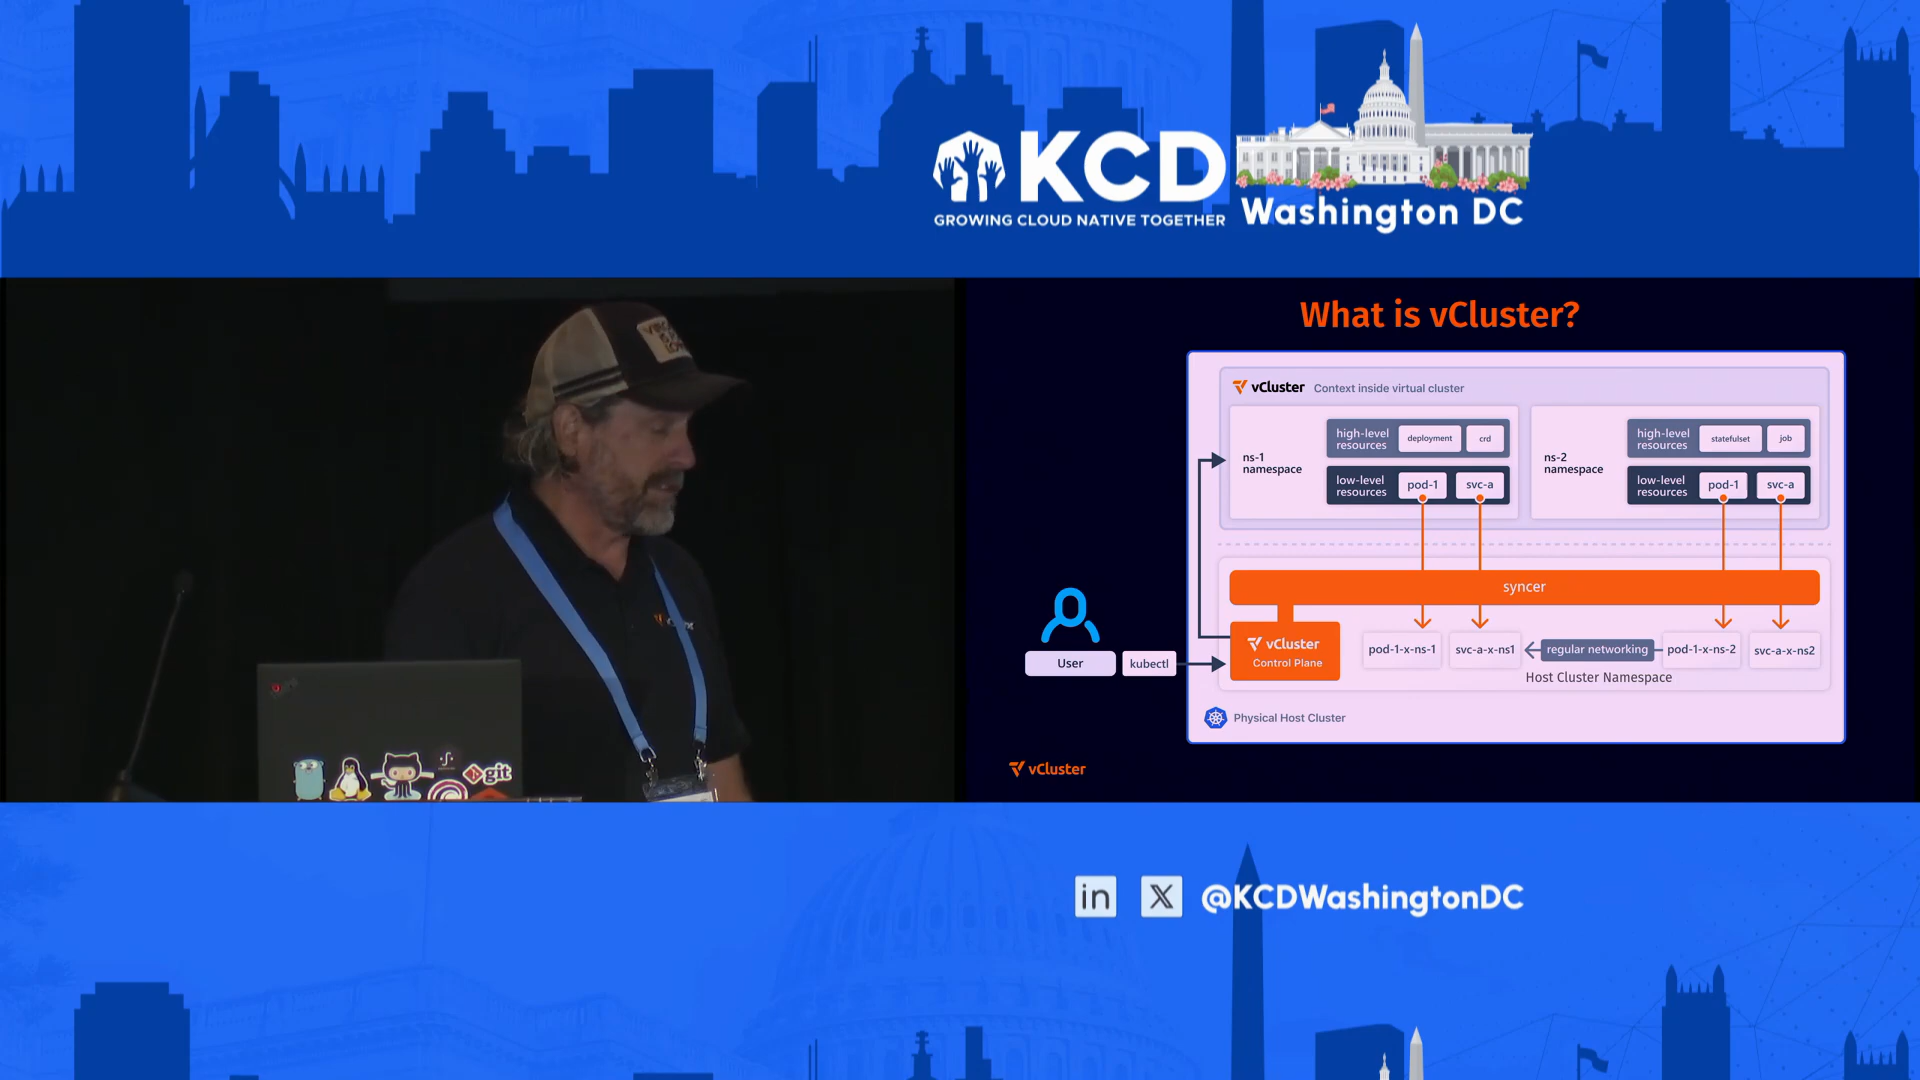 KCD
GROWING CLOUD NATIVE TOGETHER
Washington DC
What is vCluster?
vCluster Context inside virtual cluster
ns-1
namespace
high-level
resources
deployment
crd
low-level
resources
pod-1
svc-a
ns-2
namespace
high-level
resources
statefulset
job
low-level
resources
pod-1
svc-a
syncer
User
kubectl
vCluster
Control Plane
pod-1-x-ns-1
svc-a-x-ns1
regular networking
pod-1-x-ns-2
svc-a-x-ns2
Host Cluster Namespace
Physical Host Cluster
vCluster
git
in X @KCDWashingtonDC